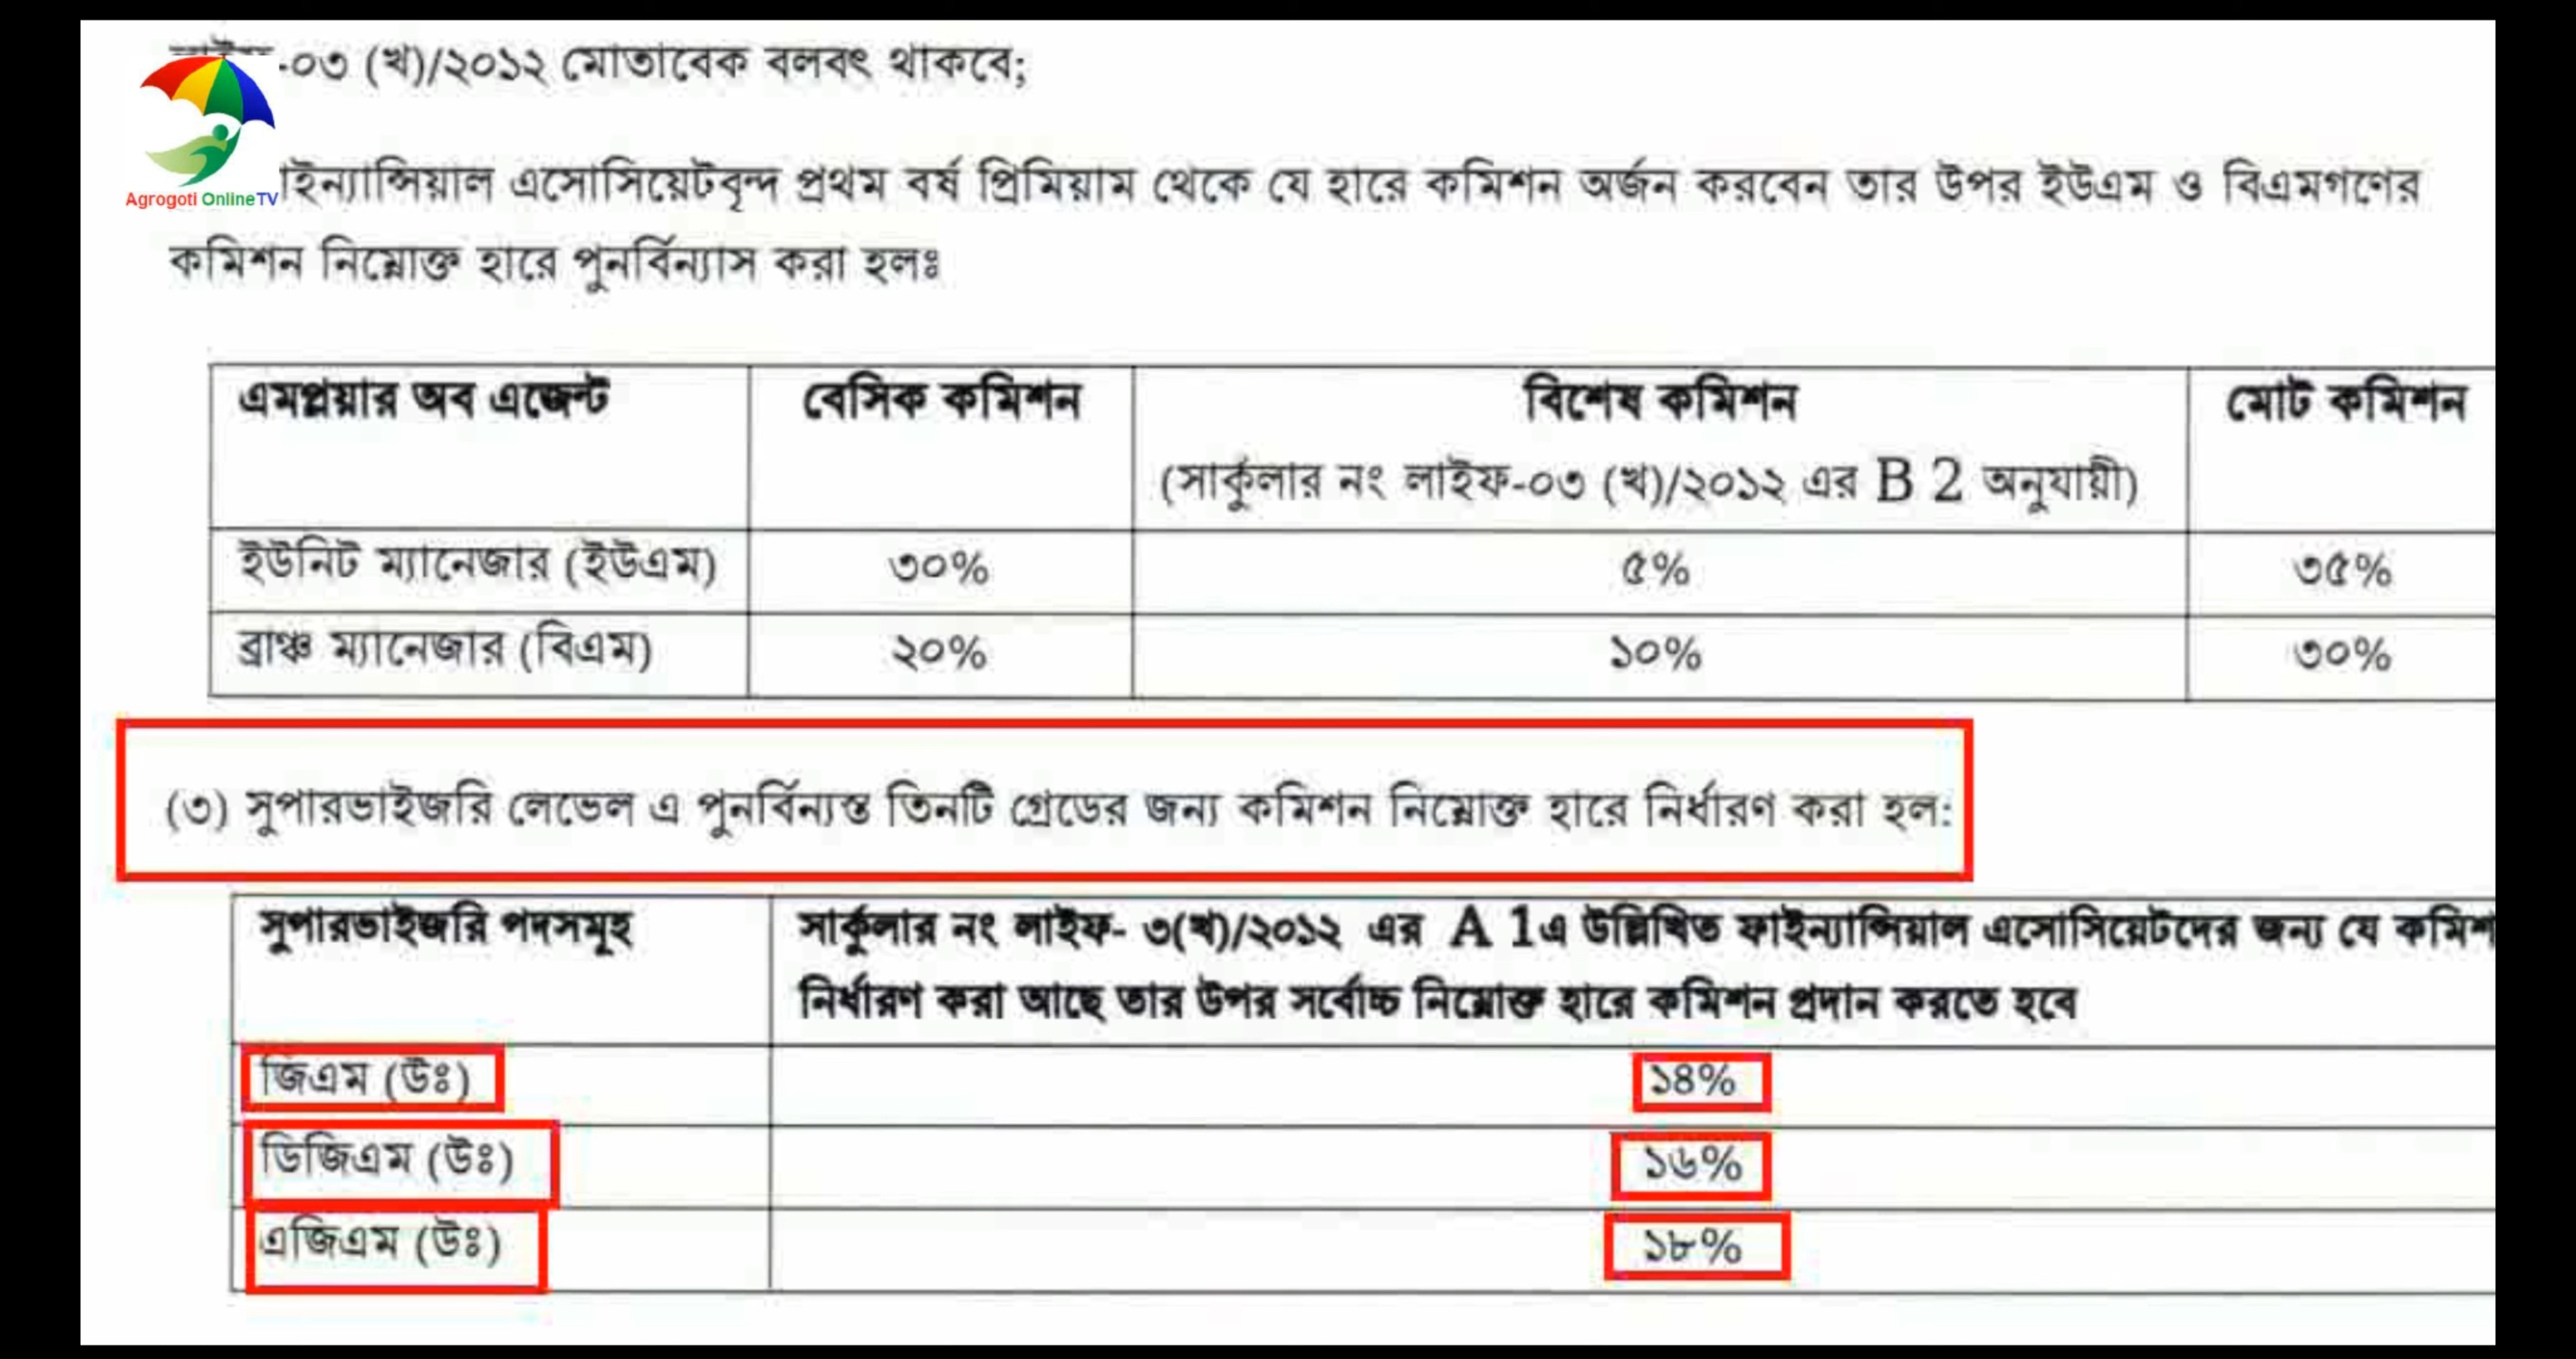 -০৩ (খ)/২০১২ মোতাবেক বলবৎ থাকবে;
Agrogoti OnlineTV
াইন্যান্সিয়াল এসোসিয়েটবৃন্দ প্রথম বর্ষ প্রিমিয়াম থেকে যে হারে কমিশন অর্জন করবেন তার উপর ইউএম ও বিএমগণের
কমিশন নিম্নোক্ত হারে পুনর্বিন্যাস করা হলঃ
এমপ্লয়ার অব এজেন্ট বেসিক কমিশন বিশেষ কমিশন মোট কমিশন
(সার্কুলার নং লাইফ-০৩ (খ)/২০১২ এর B 2 অনুযায়ী)
ইউনিট ম্যানেজার (ইউএম) ৩০% ৫% ৩৫%
ব্রাঞ্চ ম্যানেজার (বিএম) ২০% ১০% ৩০%
(৩) সুপারভাইজরি লেভেল এ পুনর্বিন্যস্ত তিনটি গ্রেডের জন্য কমিশন নিম্নোক্ত হারে নির্ধারণ করা হল:
সুপারভাইজরি পদসমূহ সার্কুলার নং লাইফ- ৩(খ)/২০১২ এর A 1এ উল্লিখিত ফাইন্যান্সিয়াল এসোসিয়েটদের জন্য যে কমিশ
নির্ধারণ করা আছে তার উপর সর্বোচ্চ নিম্নোক্ত হারে কমিশন প্রদান করতে হবে
জিএম (উঃ) ১৪%
ডিজিএম (উঃ) ১৬%
এজিএম (উঃ) ১৮%